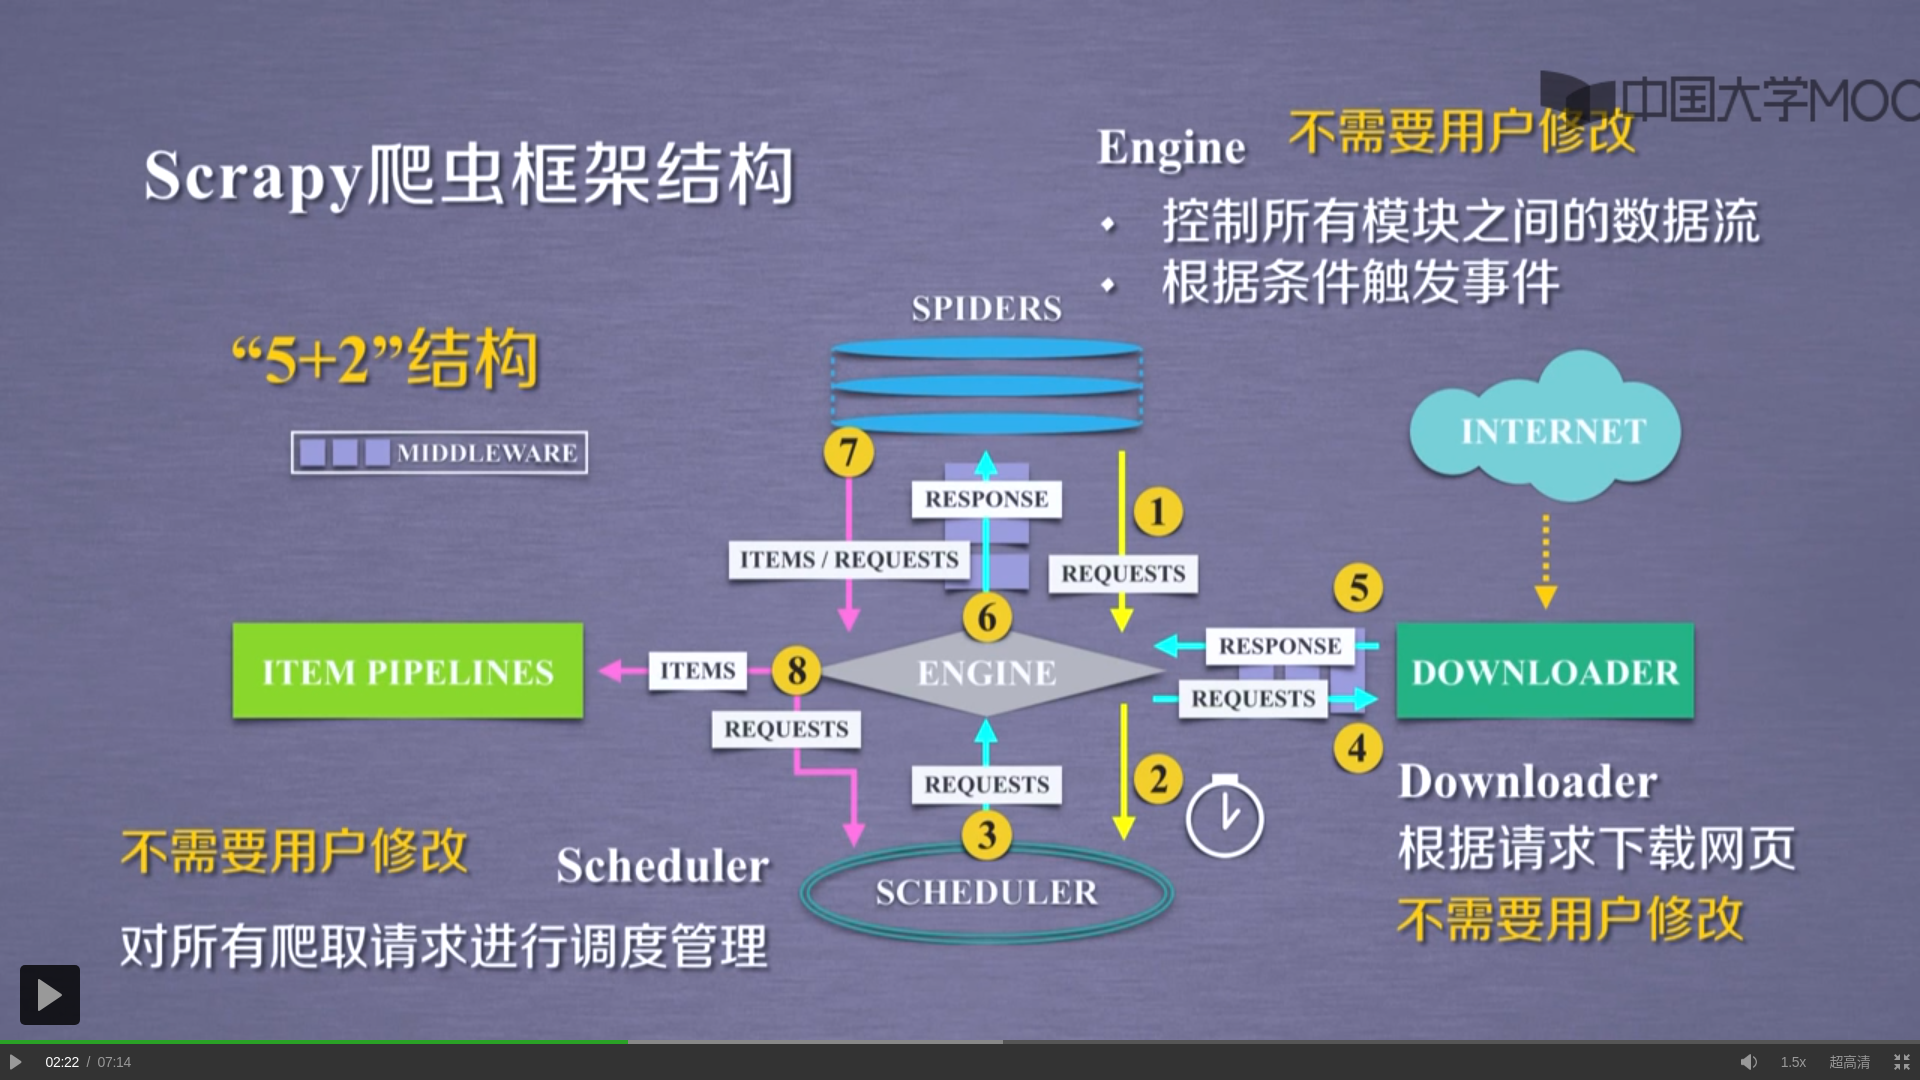 中国大学MOO
Scrapy爬虫框架结构
Engine 不需要用户修改
控制所有模块之间的数据流
根据条件触发事件
“5+2”结构
MIDDLEWARE
SPIDERS
INTERNET
7
RESPONSE
1
ITEMS / REQUESTS
REQUESTS
5
6
RESPONSE
ITEM PIPELINES
ITEMS
8
ENGINE
DOWNLOADER
REQUESTS
REQUESTS
4
REQUESTS
2
3
SCHEDULER
Downloader
根据请求下载网页
不需要用户修改
不需要用户修改 Scheduler
对所有爬取请求进行调度管理
02:22 / 07:14
1.5x 超高清